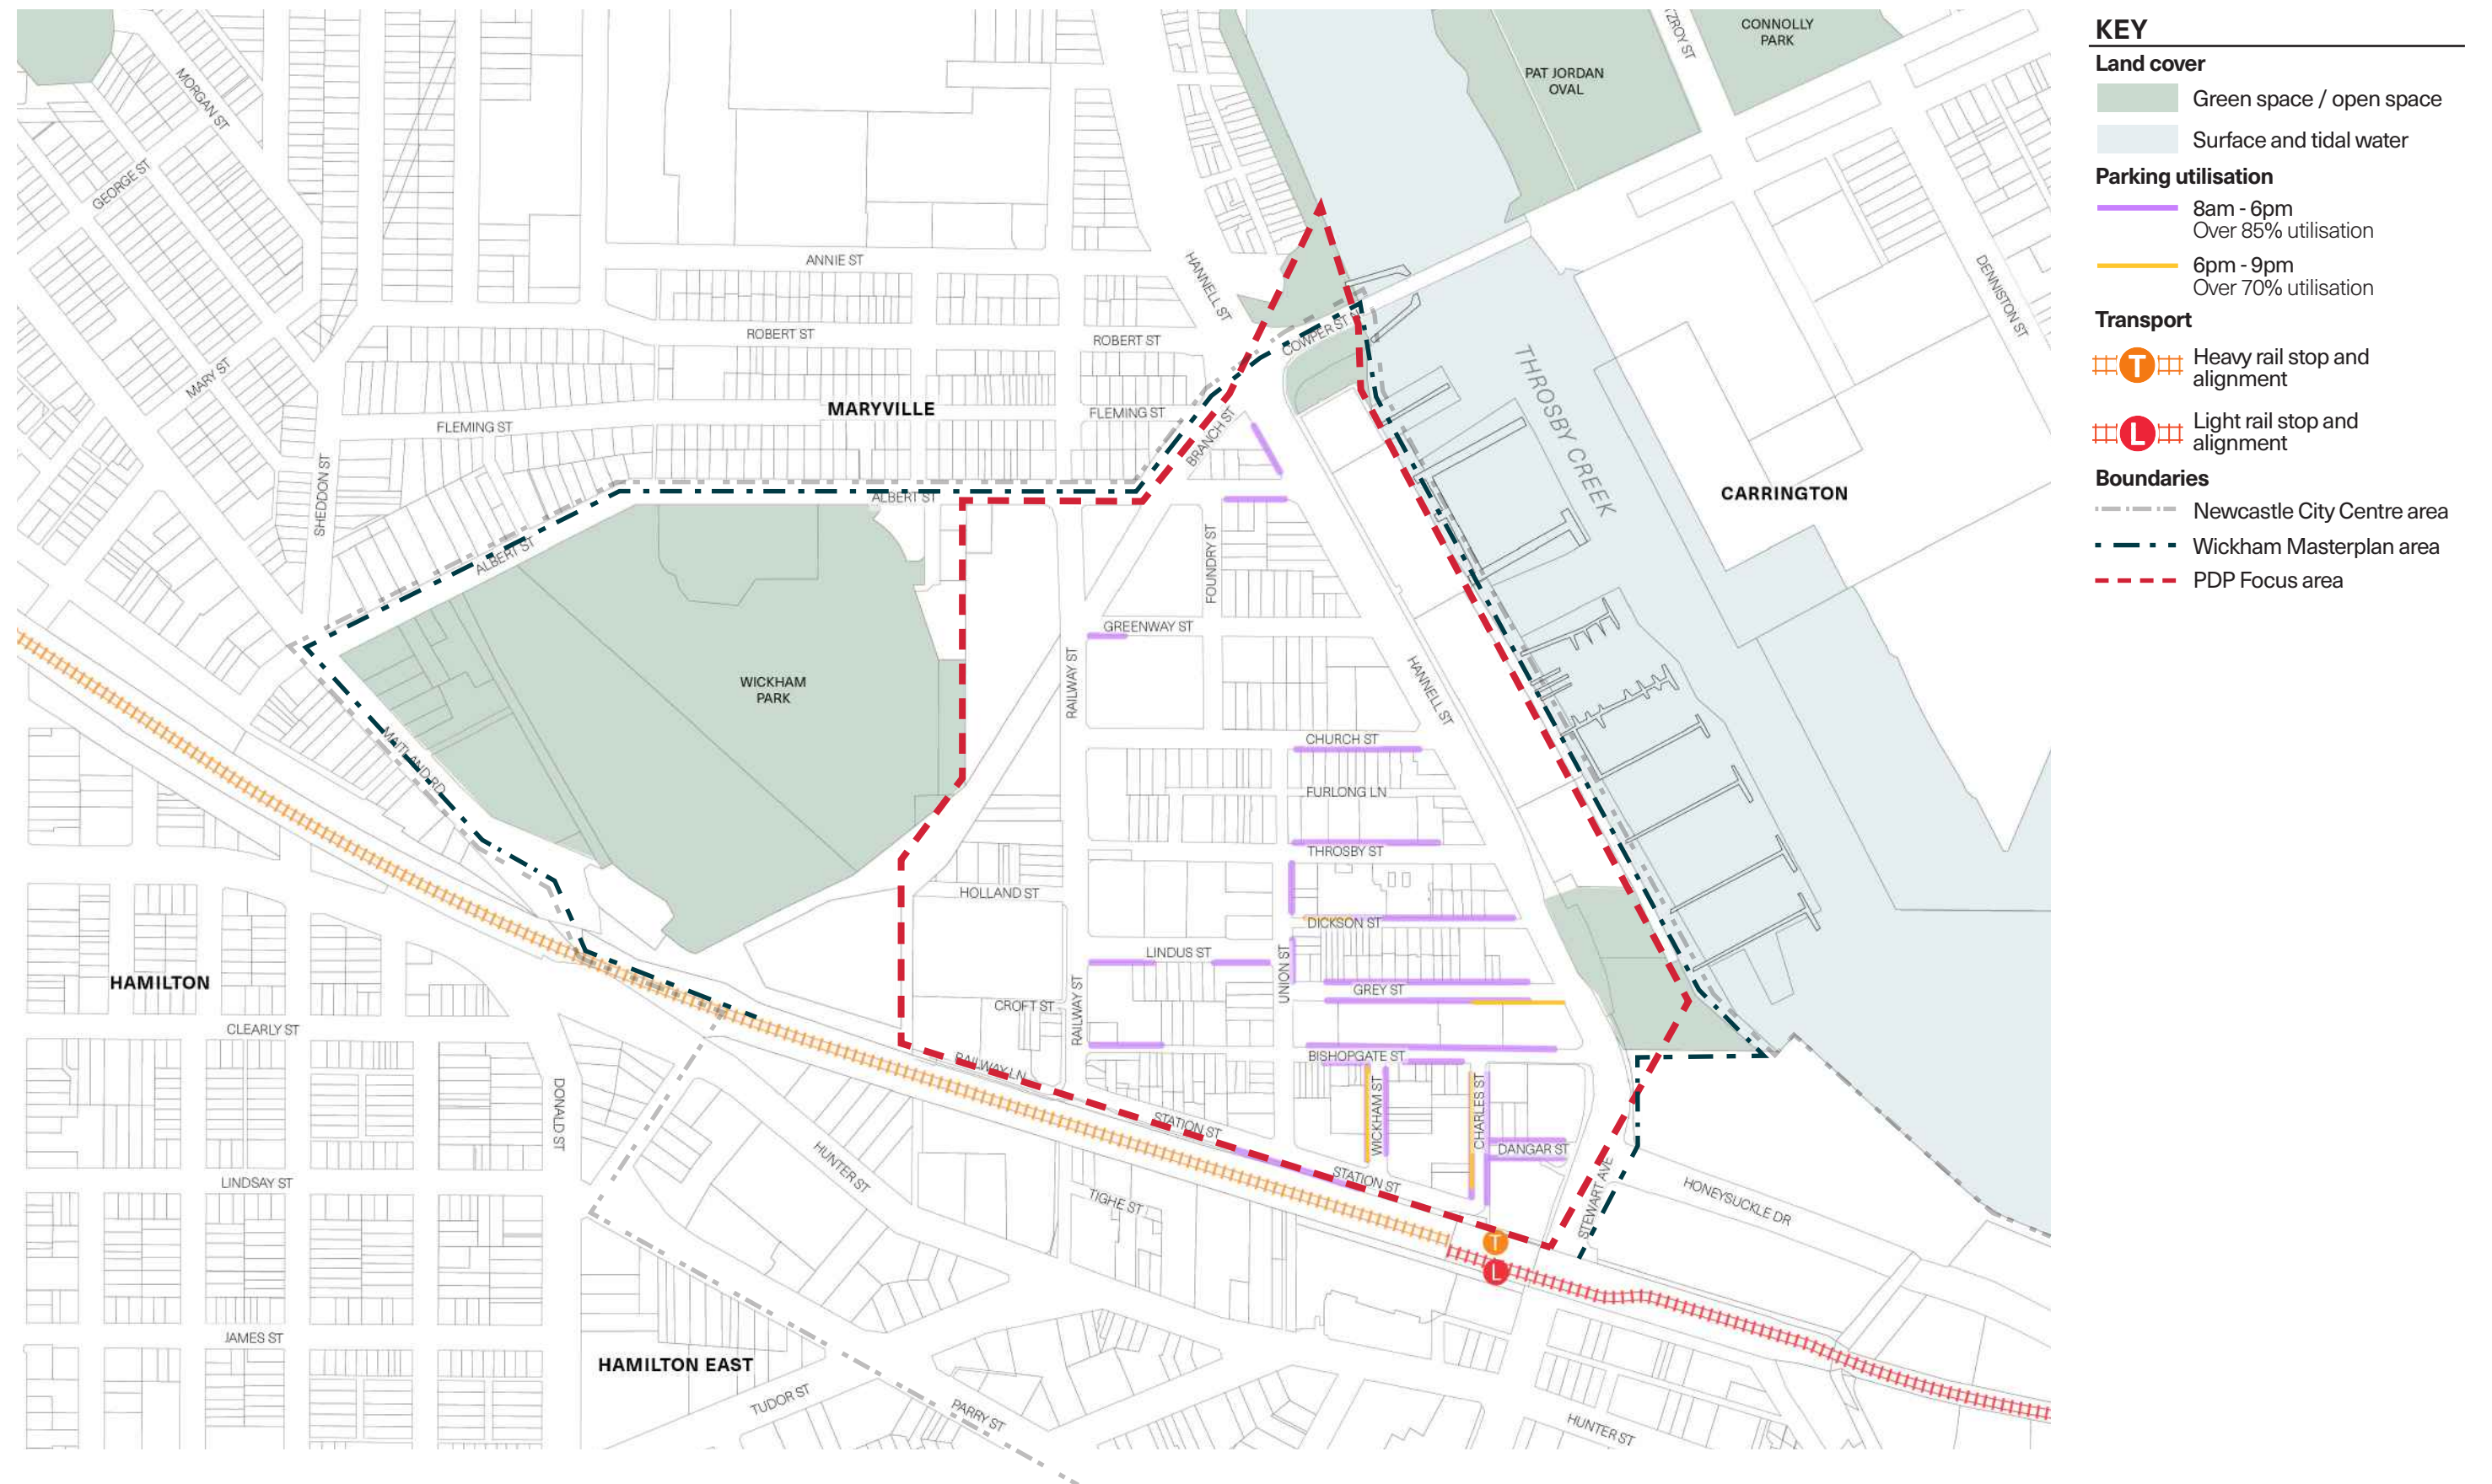 CONNOLLY
PARK
PAT JORDAN
OVAL
MORGAN ST
GEORGE ST
MARY ST
SHEDDON ST
ANNIE ST
HANNELL ST
ROBERT ST
ROBERT ST
COWPER ST N
MARYVILLE
FLEMING ST
FLEMING ST
BRANCH ST
ALBERT ST
ALBERT ST
THROSBY CREEK
CARRINGTON
DENNISTON ST
FOUNDRY ST
GREENWAY ST
RAILWAY ST
HANNELL ST
WICKHAM
PARK
MAITLAND RD
CHURCH ST
FURLONG LN
THROSBY ST
HOLLAND ST
DICKSON ST
LINDUS ST
UNION ST
GREY ST
CROFT ST
RAILWAY ST
BISHOPGATE ST
RAILWAY LN
WICKHAM ST
CHARLES ST
STATION ST
STATION ST
DANGAR ST
STEWART AVE
HONEYSUCKLE DR
HAMILTON
CLEARLY ST
DONALD ST
LINDSAY ST
HUNTER ST
TIGHE ST
T
L
JAMES ST
HAMILTON EAST
TUDOR ST
PARRY ST
HUNTER ST
KEY
Land cover
Green space / open space
Surface and tidal water
Parking utilisation
8am - 6pm
Over 85% utilisation
6pm - 9pm
Over 70% utilisation
Transport
T
Heavy rail stop and
alignment
L
Light rail stop and
alignment
Boundaries
Newcastle City Centre area
Wickham Masterplan area
PDP Focus area